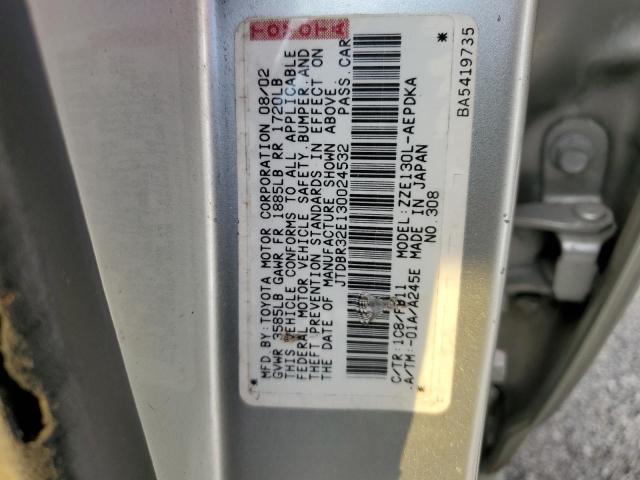 TOYOTA
MFD. BY: TOYOTA MOTOR CORPORATION 08/02
GVWR 3585LB GAWR FR 1885LB RR 1720LB
THIS VEHICLE CONFORMS TO ALL APPLICABLE
FEDERAL MOTOR VEHICLE SAFETY, BUMPER, AND
THEFT PREVENTION STANDARDS IN EFFECT ON
THE DATE OF MANUFACTURE SHOWN ABOVE.
JTDBR32E130024532 PASS. CAR
C/TR: 1C8/FB11 MODEL: ZZE130L-AEPDKA
A/TM: -01A/A245E MADE IN JAPAN
* NO. 308 *
BA5419735